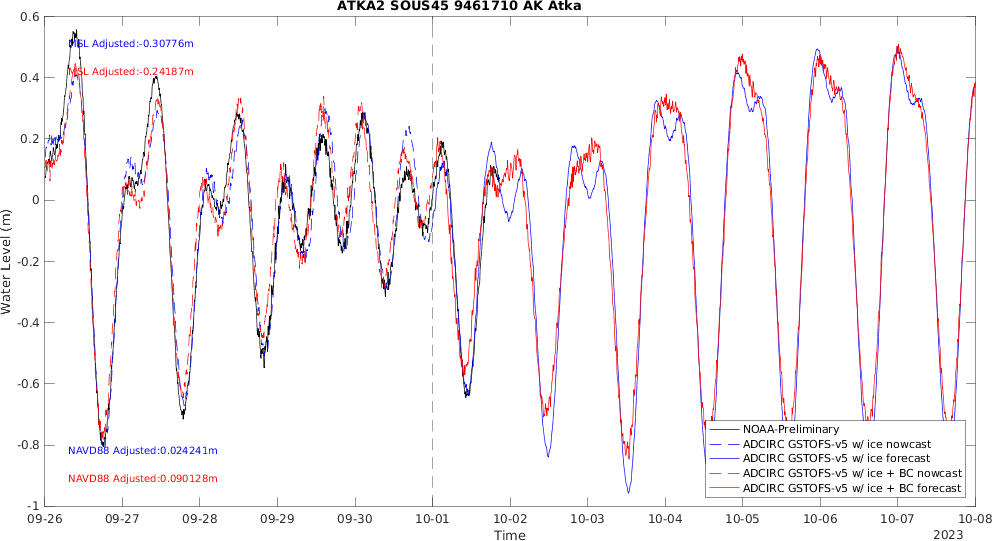 ATKA2 SOUS45 9461710 AK Atka
MSL Adjusted:-0.30776m
MSL Adjusted:-0.24187m
Water Level (m)
0.6
0.4
0.2
0
-0.2
-0.4
-0.6
-0.8
-1
NAVD88 Adjusted:0.024241m
NAVD88 Adjusted:0.090128m
NOAA-Preliminary
ADCIRC GSTOFS-v5 w/ ice nowcast
ADCIRC GSTOFS-v5 w/ ice forecast
ADCIRC GSTOFS-v5 w/ ice + BC nowcast
ADCIRC GSTOFS-v5 w/ ice + BC forecast
09-26 09-27 09-28 09-29 09-30 10-01 10-02 10-03 10-04 10-05 10-06 10-07 10-08
Time
2023